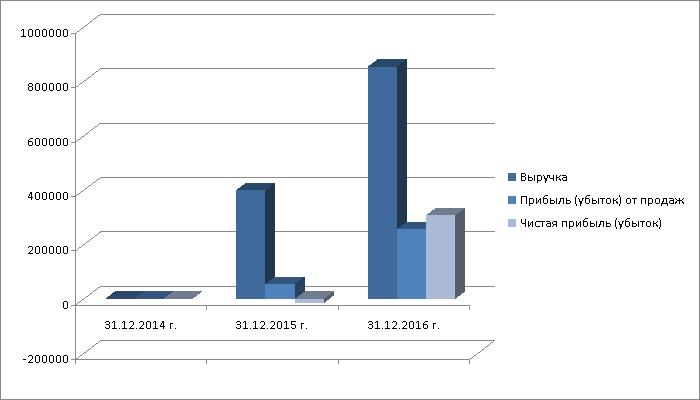 1000000
800000
600000
400000
200000
0
-200000
31.12.2014 г.
31.12.2015 г.
31.12.2016 г.
Выручка
Прибыль (убыток) от продаж
Чистая прибыль (убыток)